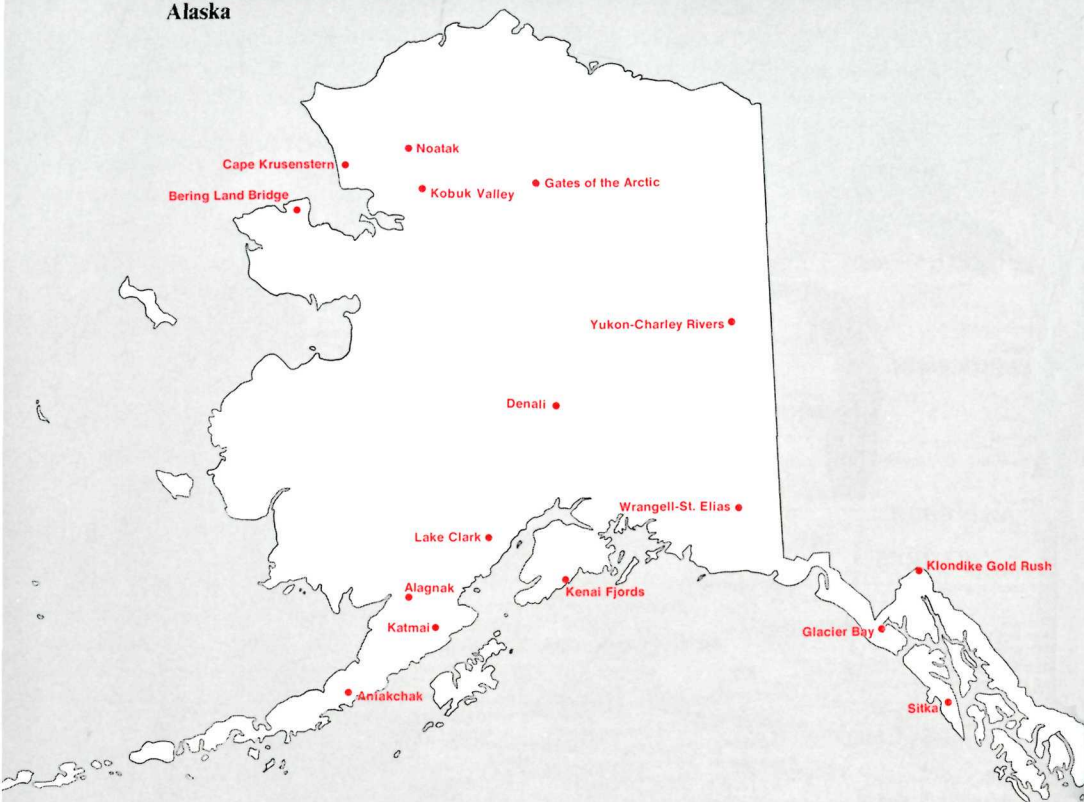 Alaska
Noatak
Cape Krusenstern
Gates of the Arctic
Kobuk Valley
Bering Land Bridge
Yukon-Charley Rivers
Denali
Wrangell-St. Elias
Lake Clark
Klondike Gold Rush
Alagnak
Kenai Fjords
Katmai
Glacier Bay
Aniakchak
Sitka